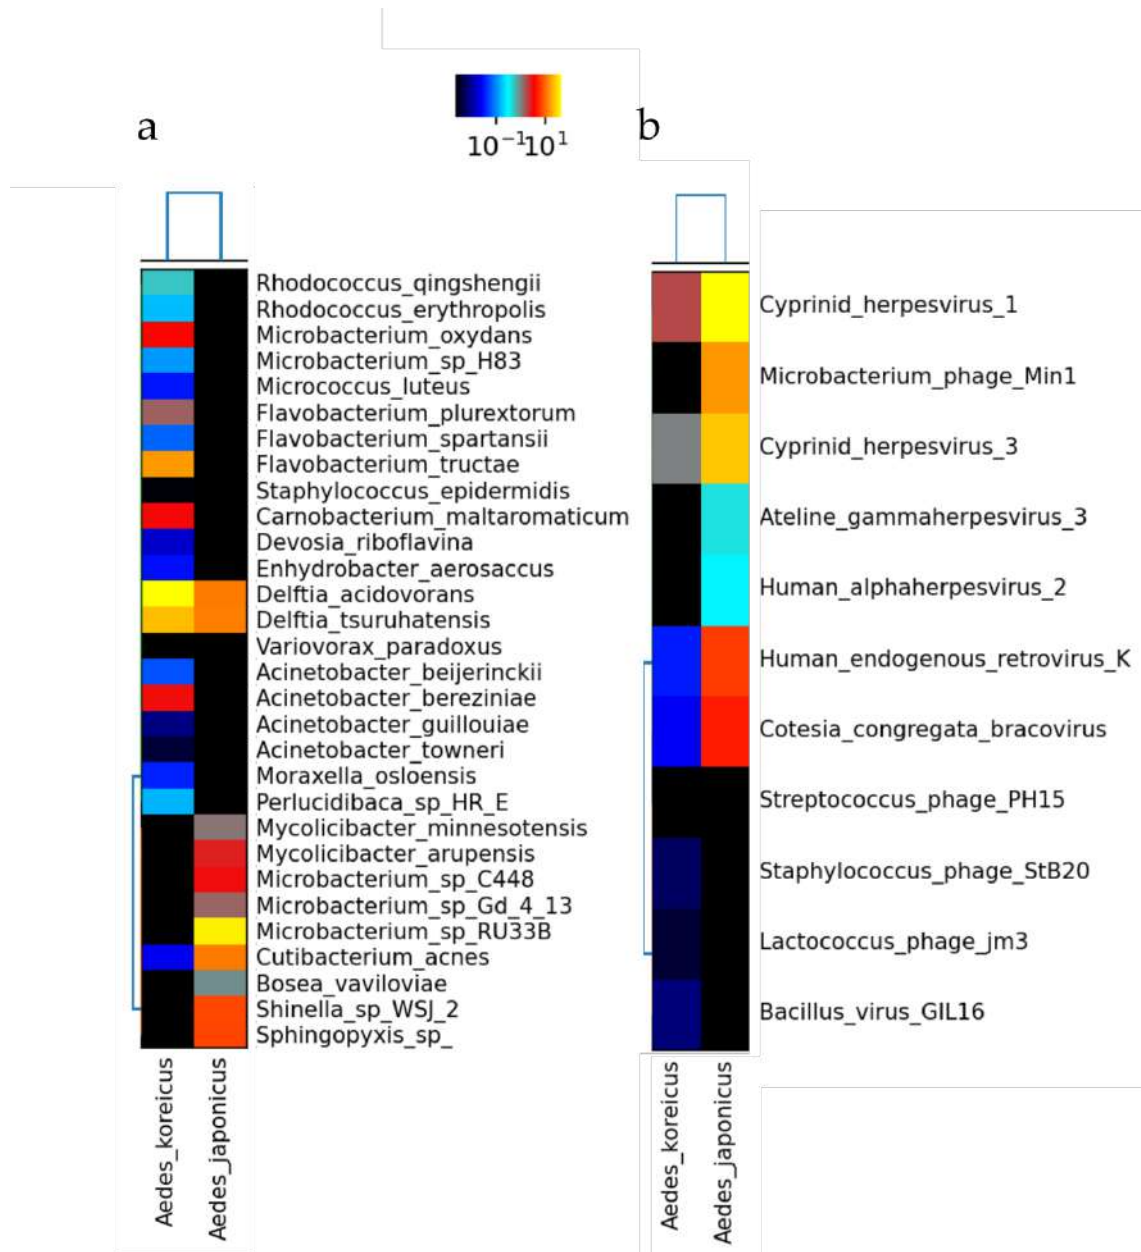 a
b
10⁻¹ 10¹
Rhodococcus_qingshengii
Rhodococcus_erythropolis
Microbacterium_oxydans
Microbacterium_sp_H83
Micrococcus_luteus
Flavobacterium_plurextorum
Flavobacterium_spartansii
Flavobacterium_tructae
Staphylococcus_epidermidis
Carnobacterium_maltaromaticum
Devosia_riboflavina
Enhydrobacter_aerosaccus
Delftia_acidovorans
Delftia_tsuruhatensis
Variovorax_paradoxus
Acinetobacter_beijerinckii
Acinetobacter_bereziniae
Acinetobacter_guillouiae
Acinetobacter_towneri
Moraxella_osloensis
Perlucidibaca_sp_HR_E
Mycolicibacter_minnesotensis
Mycolicibacter_arupensis
Microbacterium_sp_C448
Microbacterium_sp_Gd_4_13
Microbacterium_sp_RU33B
Cutibacterium_acnes
Bosea_vaviloviae
Shinella_sp_WSJ_2
Sphingopyxis_sp_
Aedes_koreicus
Aedes_japonicus
Cyprinid_herpesvirus_1
Microbacterium_phage_Min1
Cyprinid_herpesvirus_3
Ateline_gammaherpesvirus_3
Human_alphaherpesvirus_2
Human_endogenous_retrovirus_K
Cotesia_congregata_bracovirus
Streptococcus_phage_PH15
Staphylococcus_phage_StB20
Lactococcus_phage_jm3
Bacillus_virus_GIL16
Aedes_koreicus
Aedes_japonicus